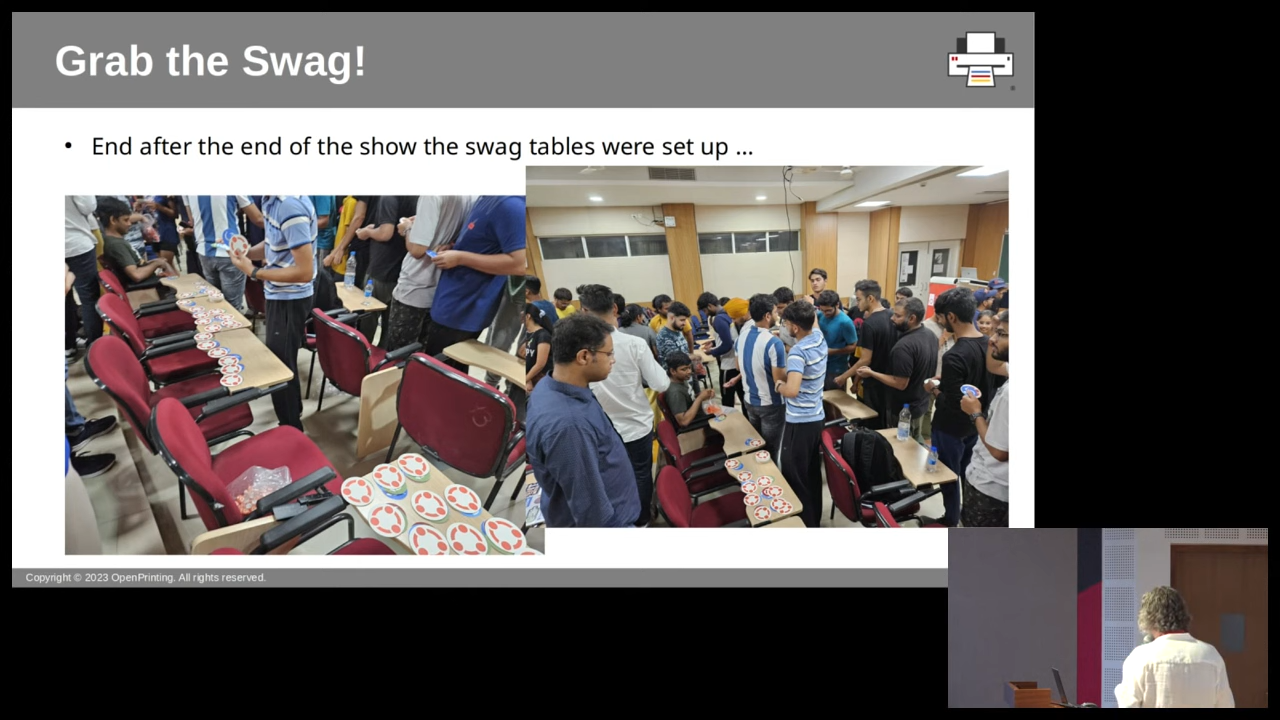 Grab the Swag!
• End after the end of the show the swag tables were set up ...
Copyright © 2023 OpenPrinting. All rights reserved.